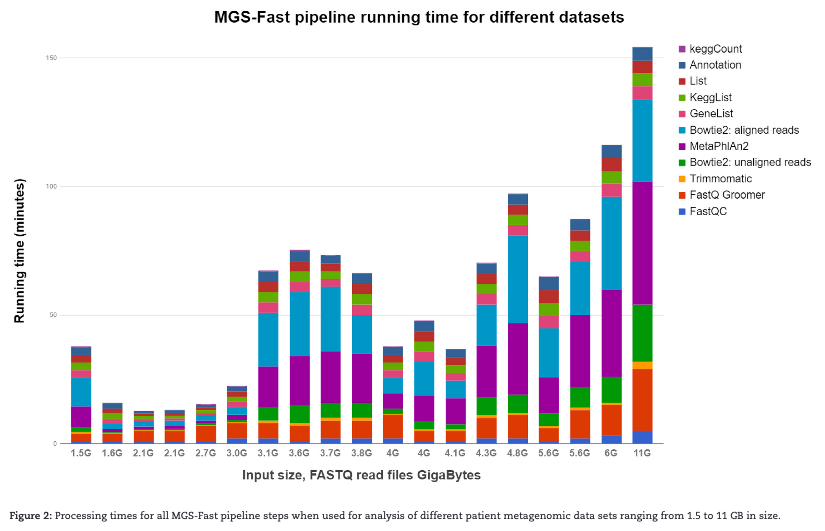 MGS-Fast pipeline running time for different datasets
150
100
50
0
Running time (minutes)
1.5G 1.6G 2.1G 2.1G 2.7G 3.0G 3.1G 3.6G 3.7G 3.8G 4G 4G 4.1G 4.3G 4.8G 5.6G 5.6G 6G 11G
Input size, FASTQ read files GigaBytes
keggCount
Annotation
List
KeggList
GeneList
Bowtie2: aligned reads
MetaPhlAn2
Bowtie2: unaligned reads
Trimmomatic
FastQ Groomer
FastQC
Figure 2: Processing times for all MGS-Fast pipeline steps when used for analysis of different patient metagenomic data sets ranging from 1.5 to 11 GB in size.